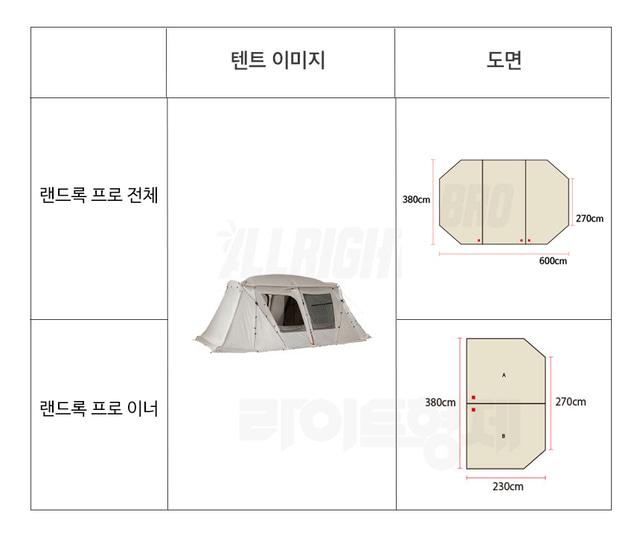 텐트 이미지
도면
랜드록 프로 전체
380cm
270cm
600cm
ALLRIGHT BRO
랜드록 프로 이너
A
B
380cm
270cm
230cm
라이트형제